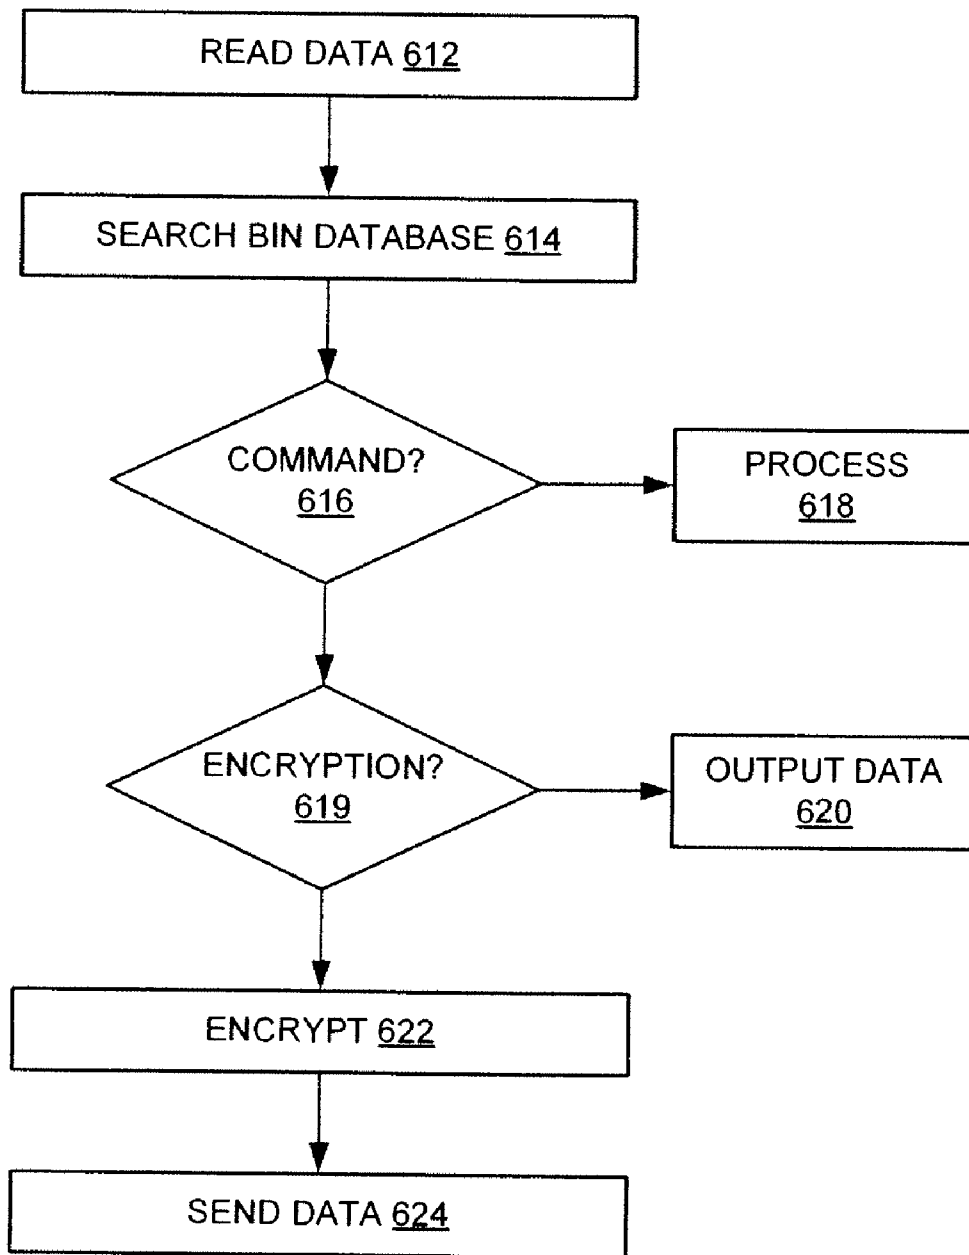 READ DATA 612
SEARCH BIN DATABASE 614
COMMAND?
616
PROCESS
618
ENCRYPTION?
619
OUTPUT DATA
620
ENCRYPT 622
SEND DATA 624